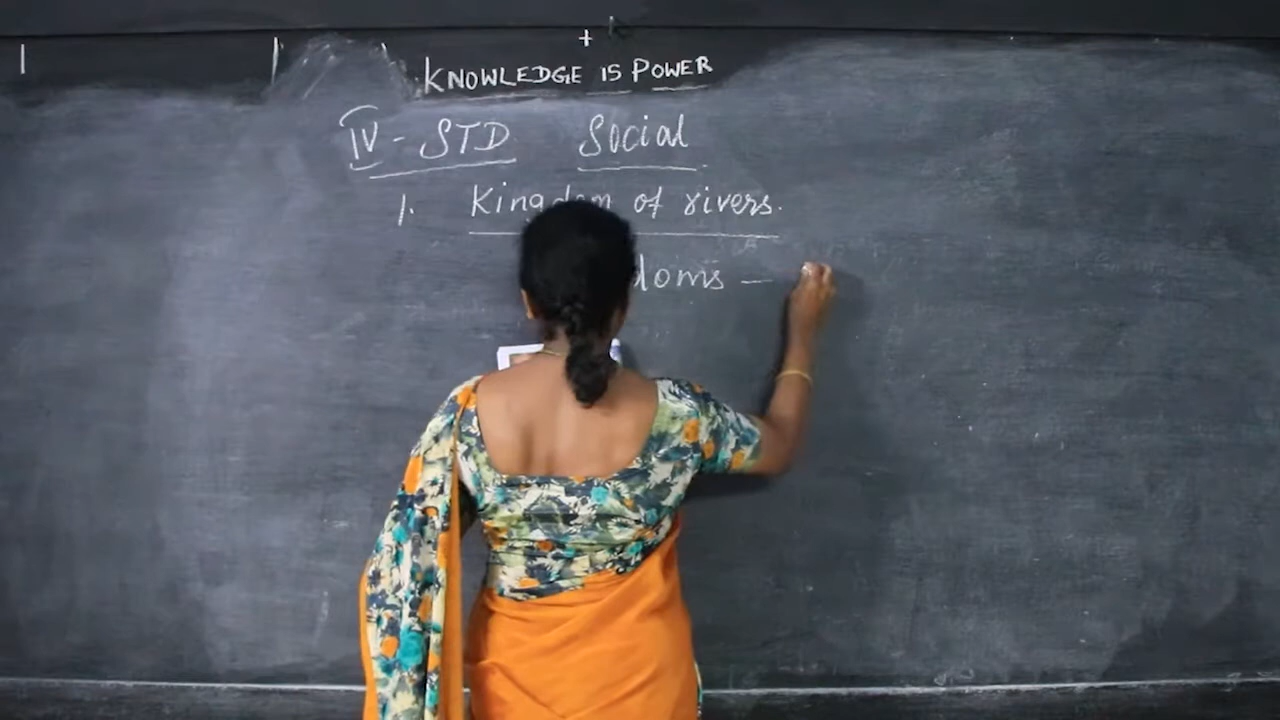 KNOWLEDGE IS POWER
IV - STD Social
1. Kingdom of rivers.
doms —